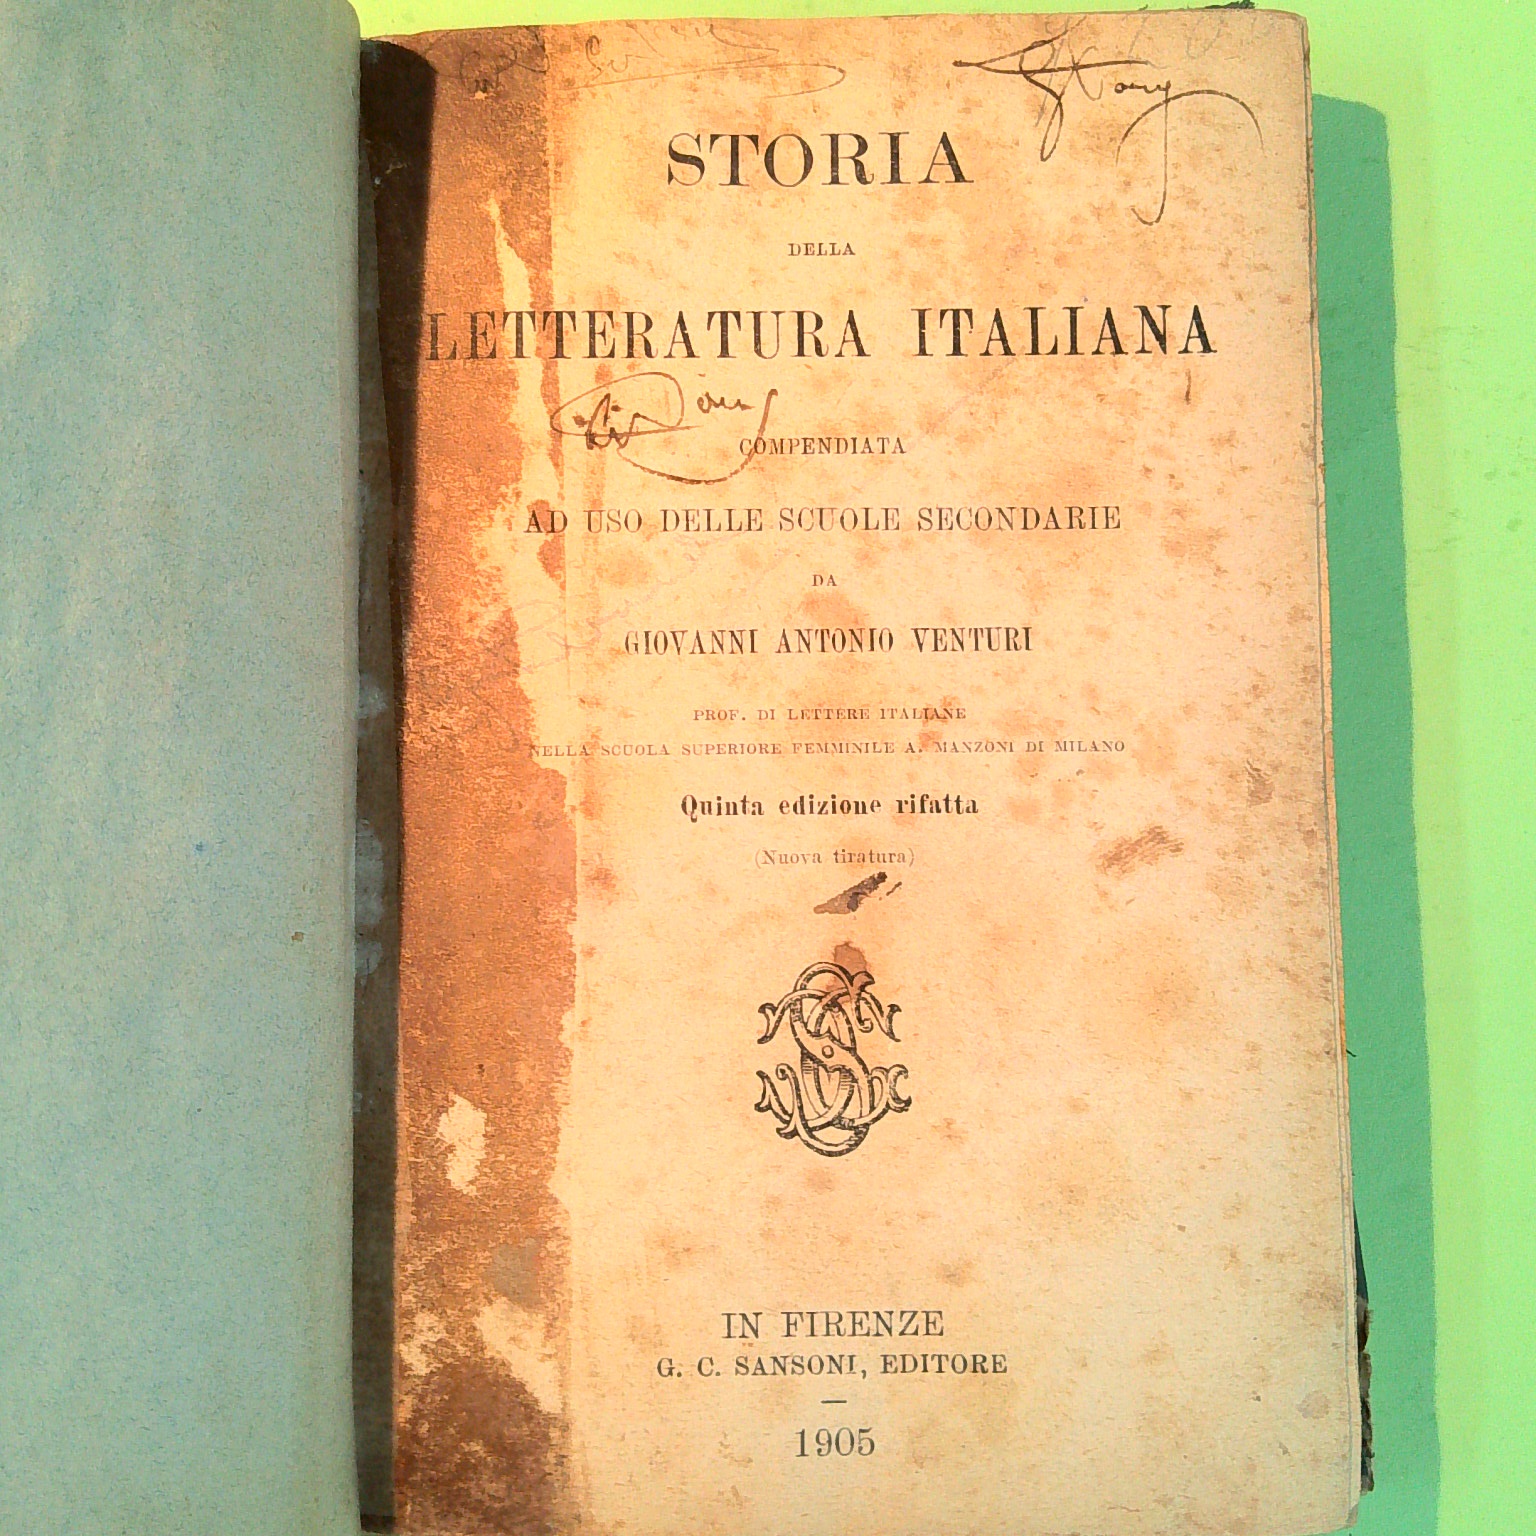 STORIA
DELLA
LETTERATURA ITALIANA
COMPENDIATA
AD USO DELLE SCUOLE SECONDARIE
DA
GIOVANNI ANTONIO VENTURI
PROF. DI LETTERE ITALIANE
NELLA SCUOLA SUPERIORE FEMMINILE A. MANZONI DI MILANO
Quinta edizione rifatta
(Nuova tiratura)
IN FIRENZE
G. C. SANSONI, EDITORE
1905